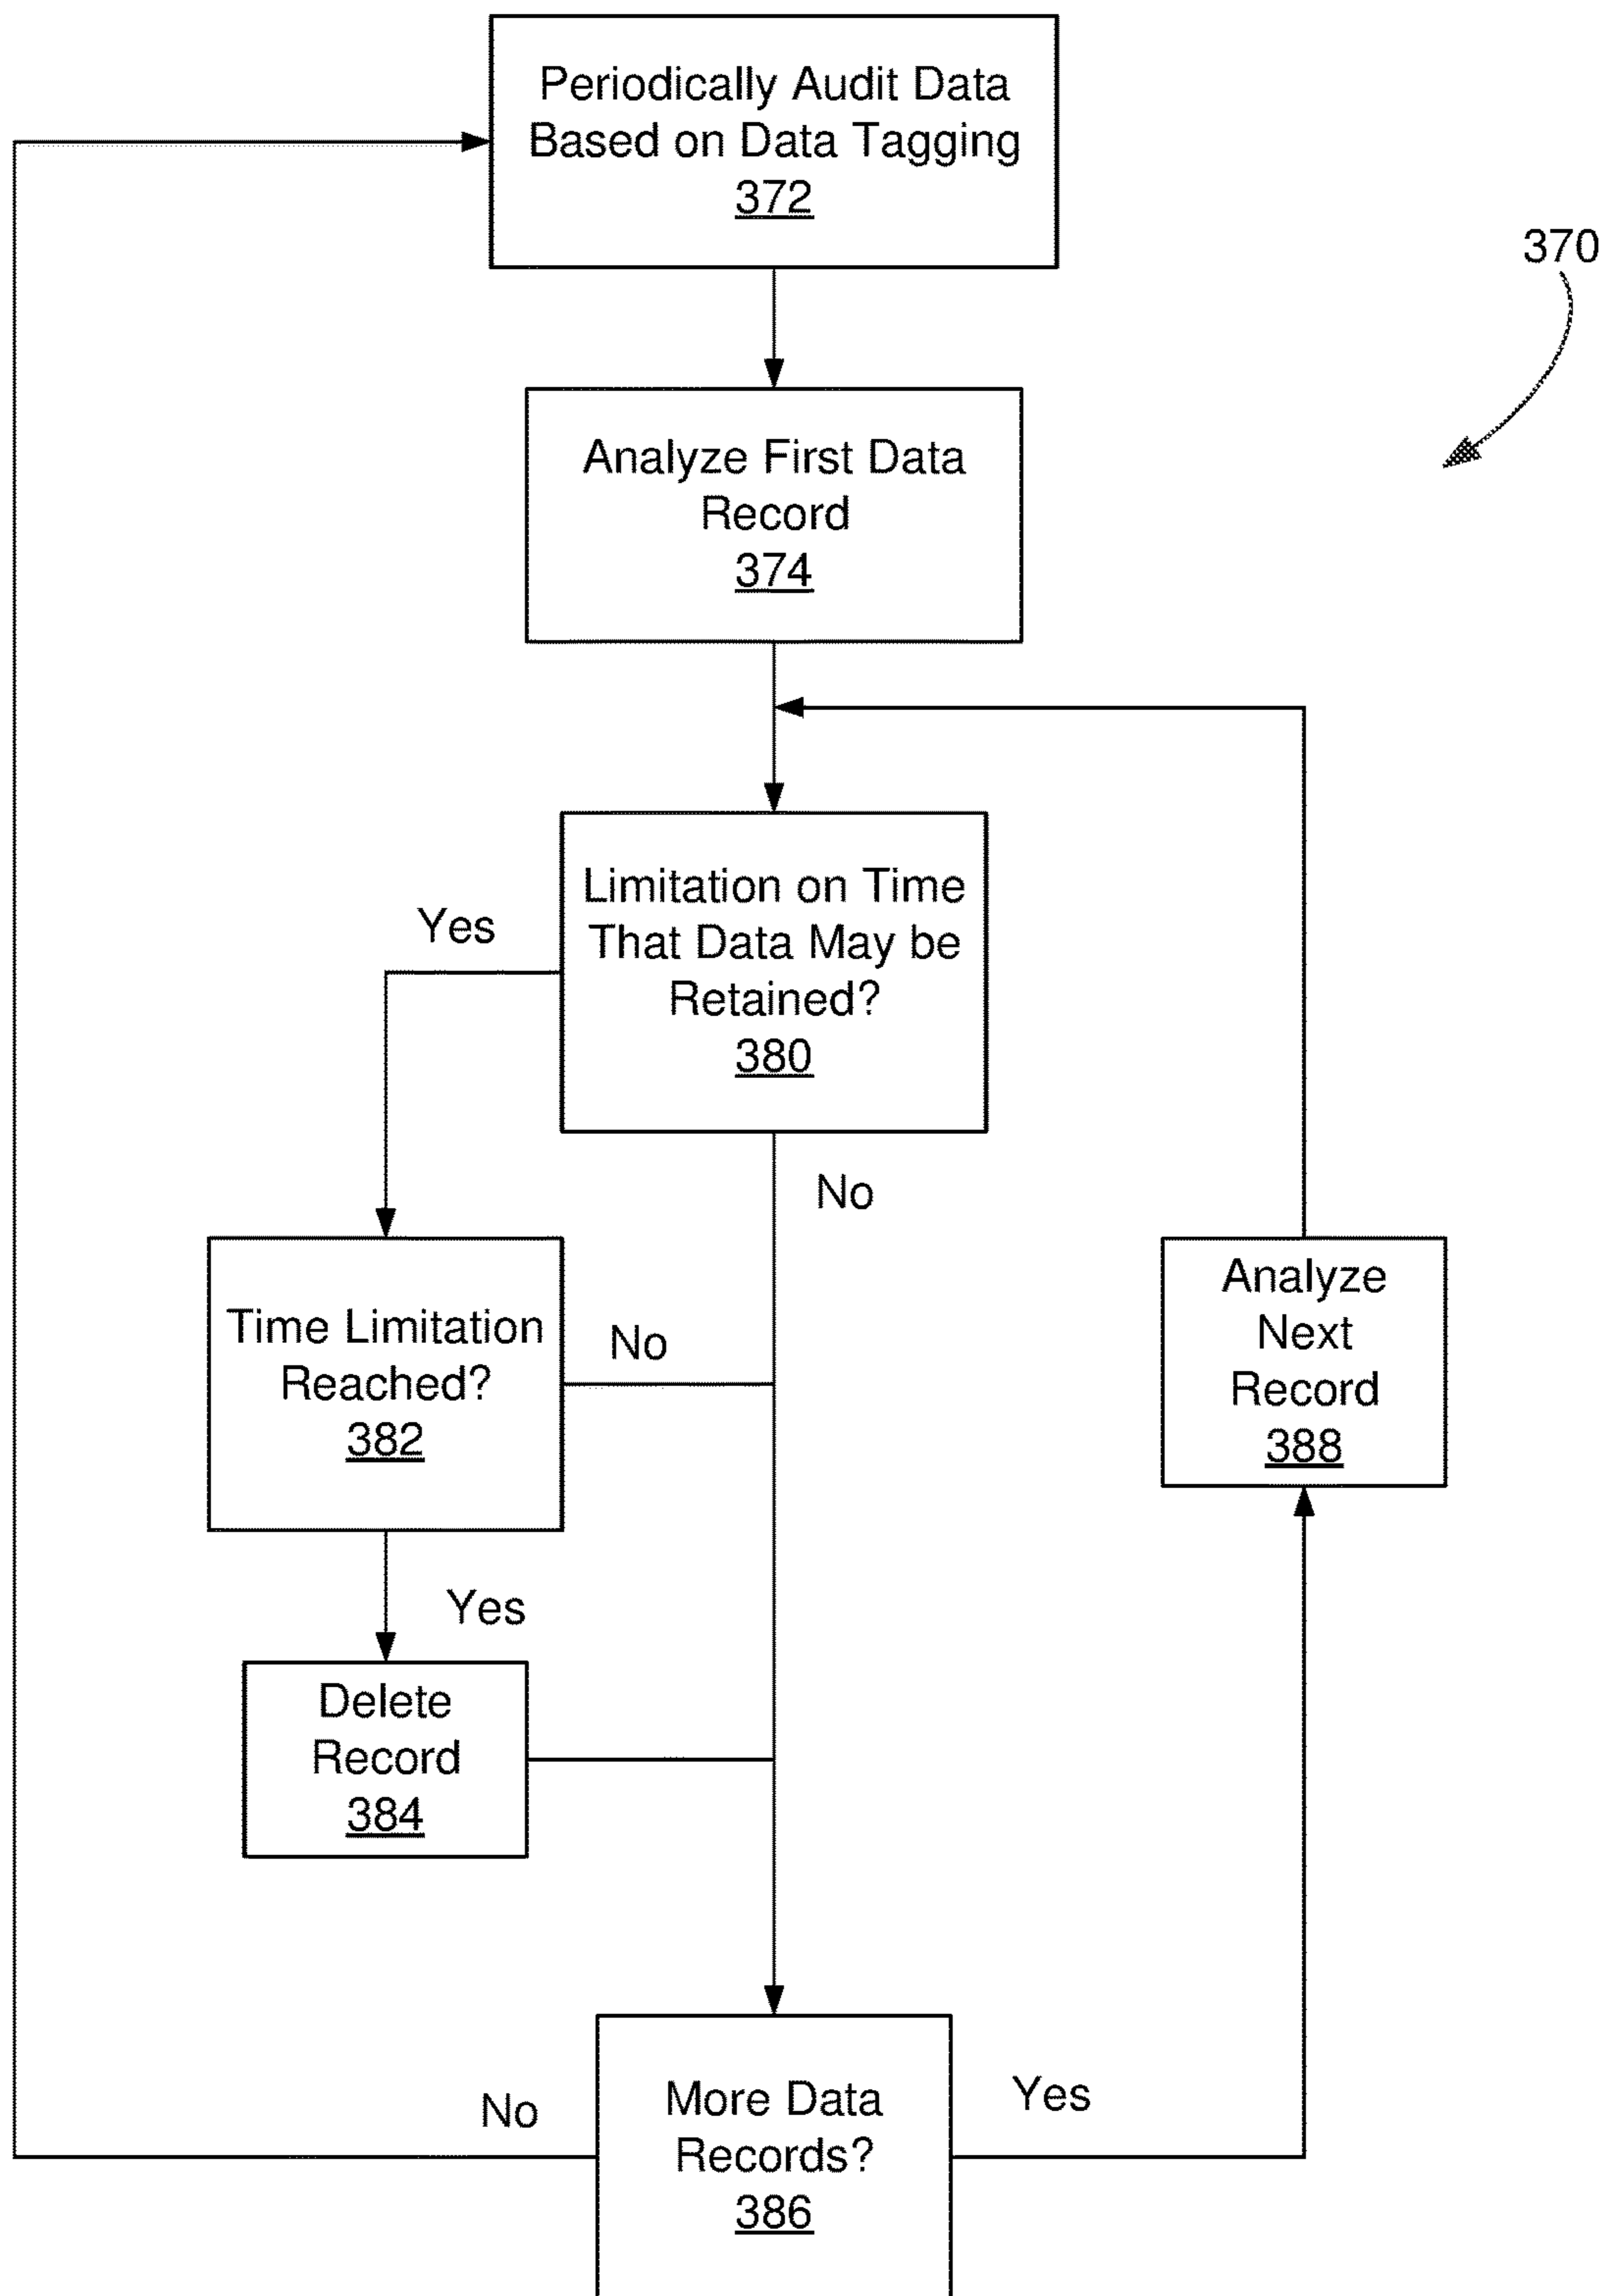 Periodically Audit Data
Based on Data Tagging
372
370
Analyze First Data
Record
374
Limitation on Time
That Data May be
Retained?
380
Yes
No
Time Limitation
Reached?
382
No
Analyze
Next
Record
388
Yes
Delete
Record
384
More Data
Records?
386
No
Yes